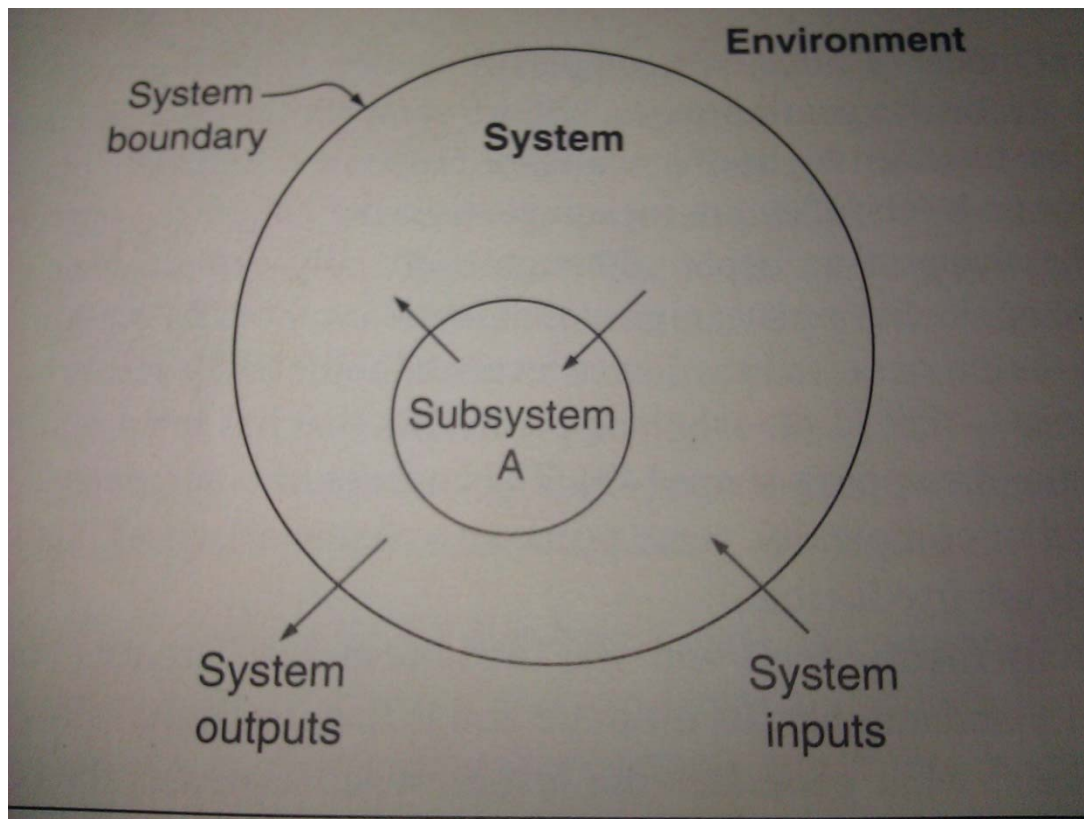 Environment
System
boundary
System
Subsystem
A
System
outputs
System
inputs